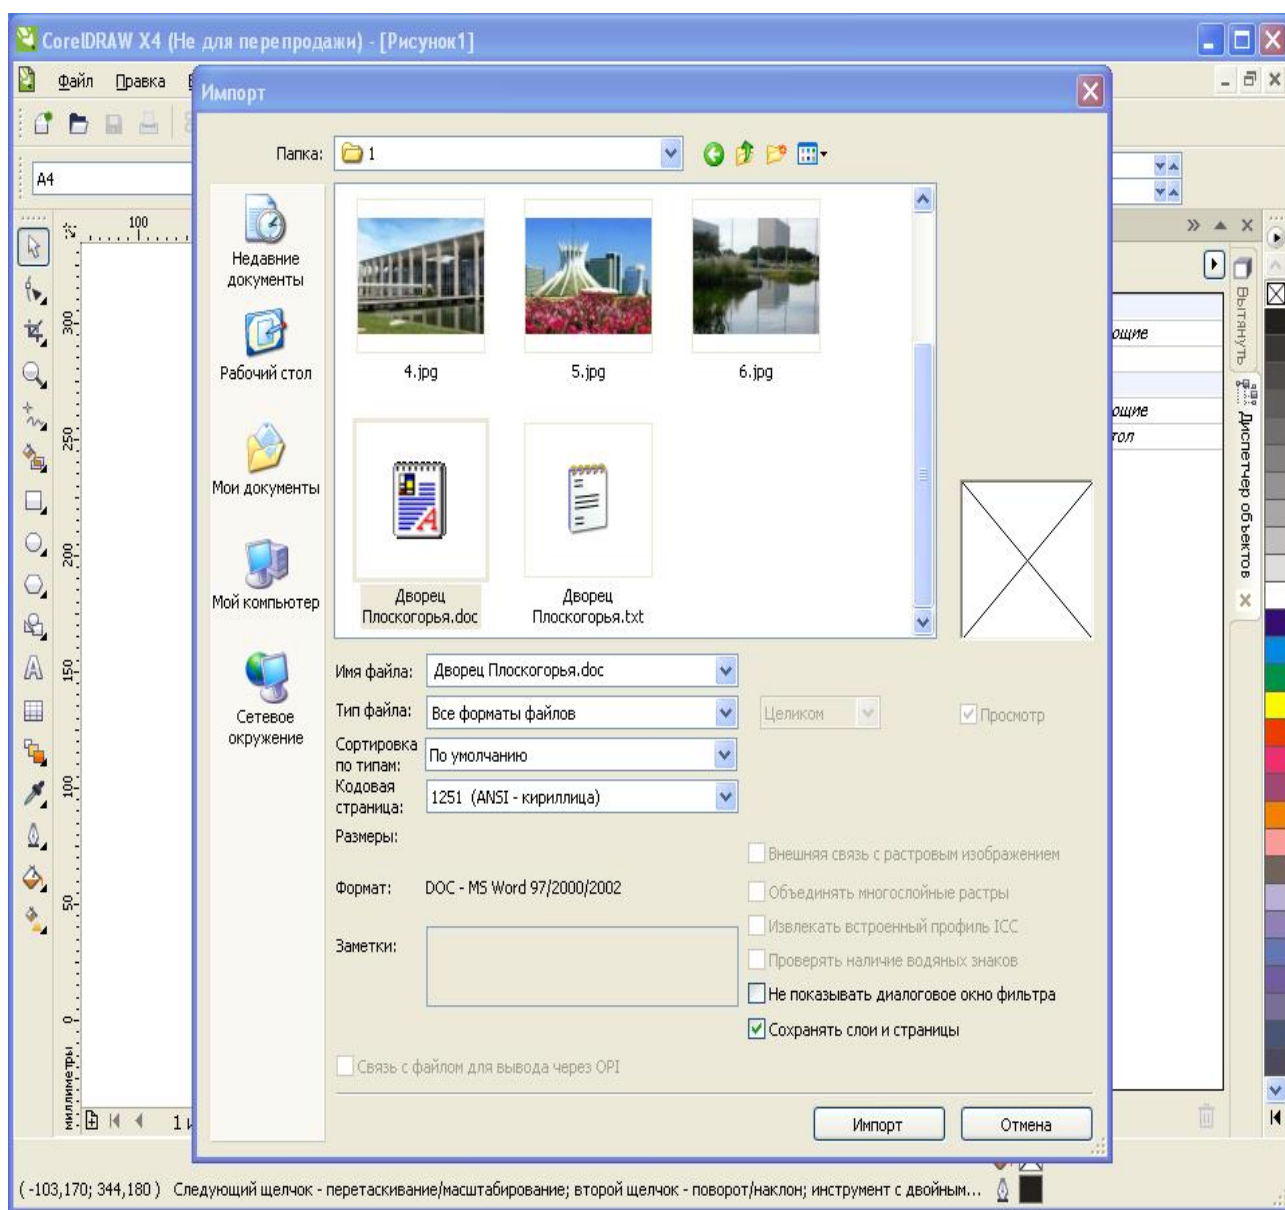 CorelDRAW X4 (Не для перепродажи) - [Рисунок1]
Файл Правка
Импорт
Папка: 1
A4
100
Недавние
документы
Рабочий стол
Мои документы
Мой компьютер
Сетевое
окружение
4.jpg 5.jpg 6.jpg
Дворец
Плоскогорья.doc
Дворец
Плоскогорья.txt
Имя файла: Дворец Плоскогорья.doc
Тип файла: Все форматы файлов Целиком Просмотр
Сортировка
по типам: По умолчанию
Кодовая
страница: 1251 (ANSI - кириллица)
Размеры:
Внешняя связь с растровым изображением
Формат: DOC - MS Word 97/2000/2002
Объединять многослойные растры
Извлекать встроенный профиль ICC
Заметки:
Проверять наличие водяных знаков
Не показывать диалоговое окно фильтра
Сохранять слои и страницы
Связь с файлом для вывода через OPI
Импорт Отмена
300
250
200
150
100
50
0
миллиметры
ющие
ющие
тол
Вытянуть
Диспетчер объектов
1
( -103,170; 344,180 ) Следующий щелчок - перетаскивание/масштабирование; второй щелчок - поворот/наклон; инструмент с двойным...